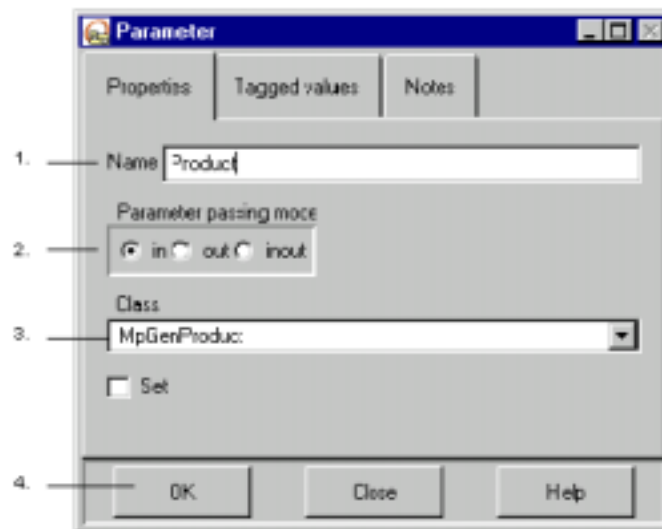 Parameter
Properties Tagged values Notes
1. Name Product
Parameter passing mode
2. in out inout
Class
3. MpGenProduct
Set
4. OK Close Help